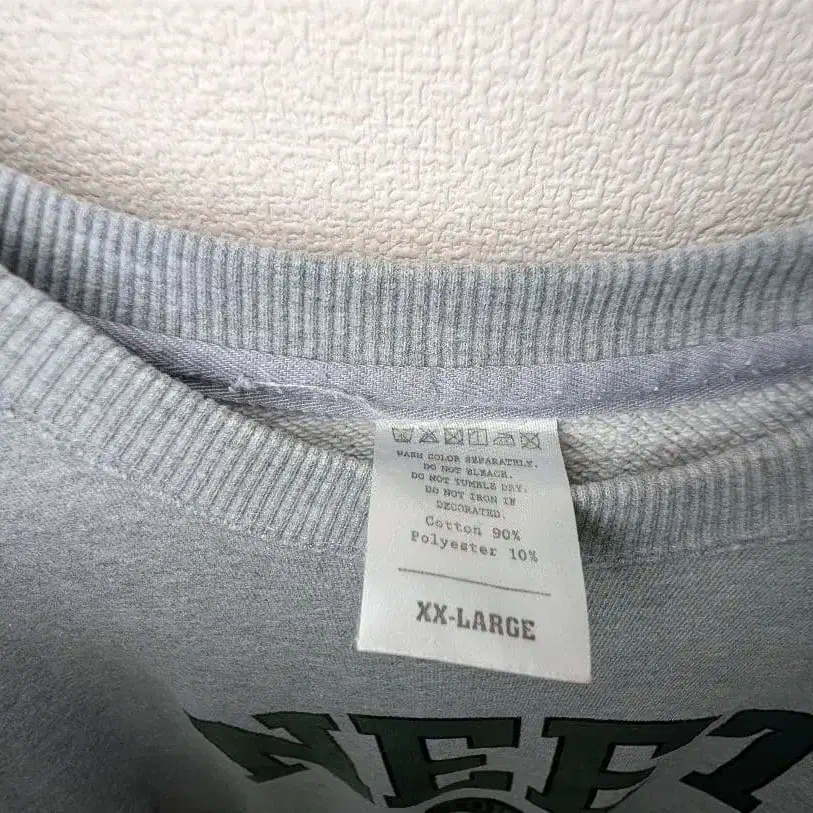 WASH COLOR SEPARATELY.
DO NOT BLEACH.
DO NOT TUMBLE DRY.
DO NOT IRON IN
DECORATED.
Cotton 90%
Polyester 10%
XX-LARGE